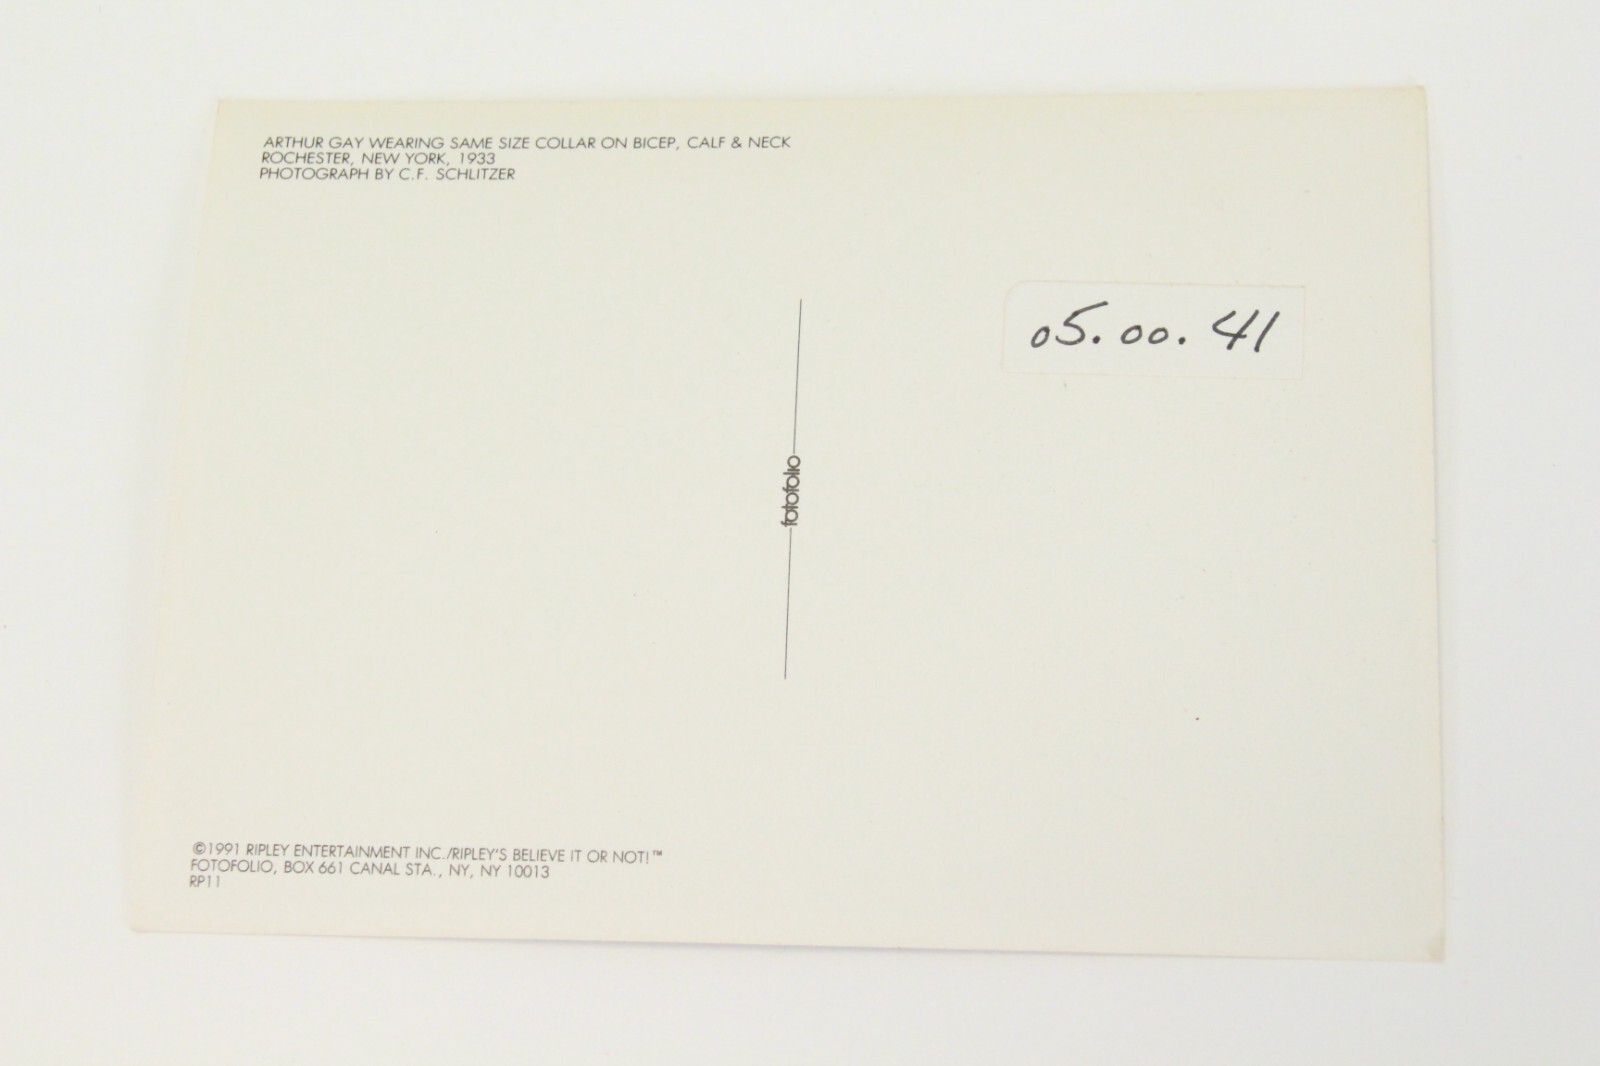 ARTHUR GAY WEARING SAME SIZE COLLAR ON BICEP, CALF & NECK
ROCHESTER, NEW YORK, 1933
PHOTOGRAPH BY C.F. SCHLITZER
05.00.41
fotofolio
©1991 RIPLEY ENTERTAINMENT INC./RIPLEY'S BELIEVE IT OR NOT!™
FOTOFOLIO, BOX 661 CANAL STA., NY, NY 10013
RP11